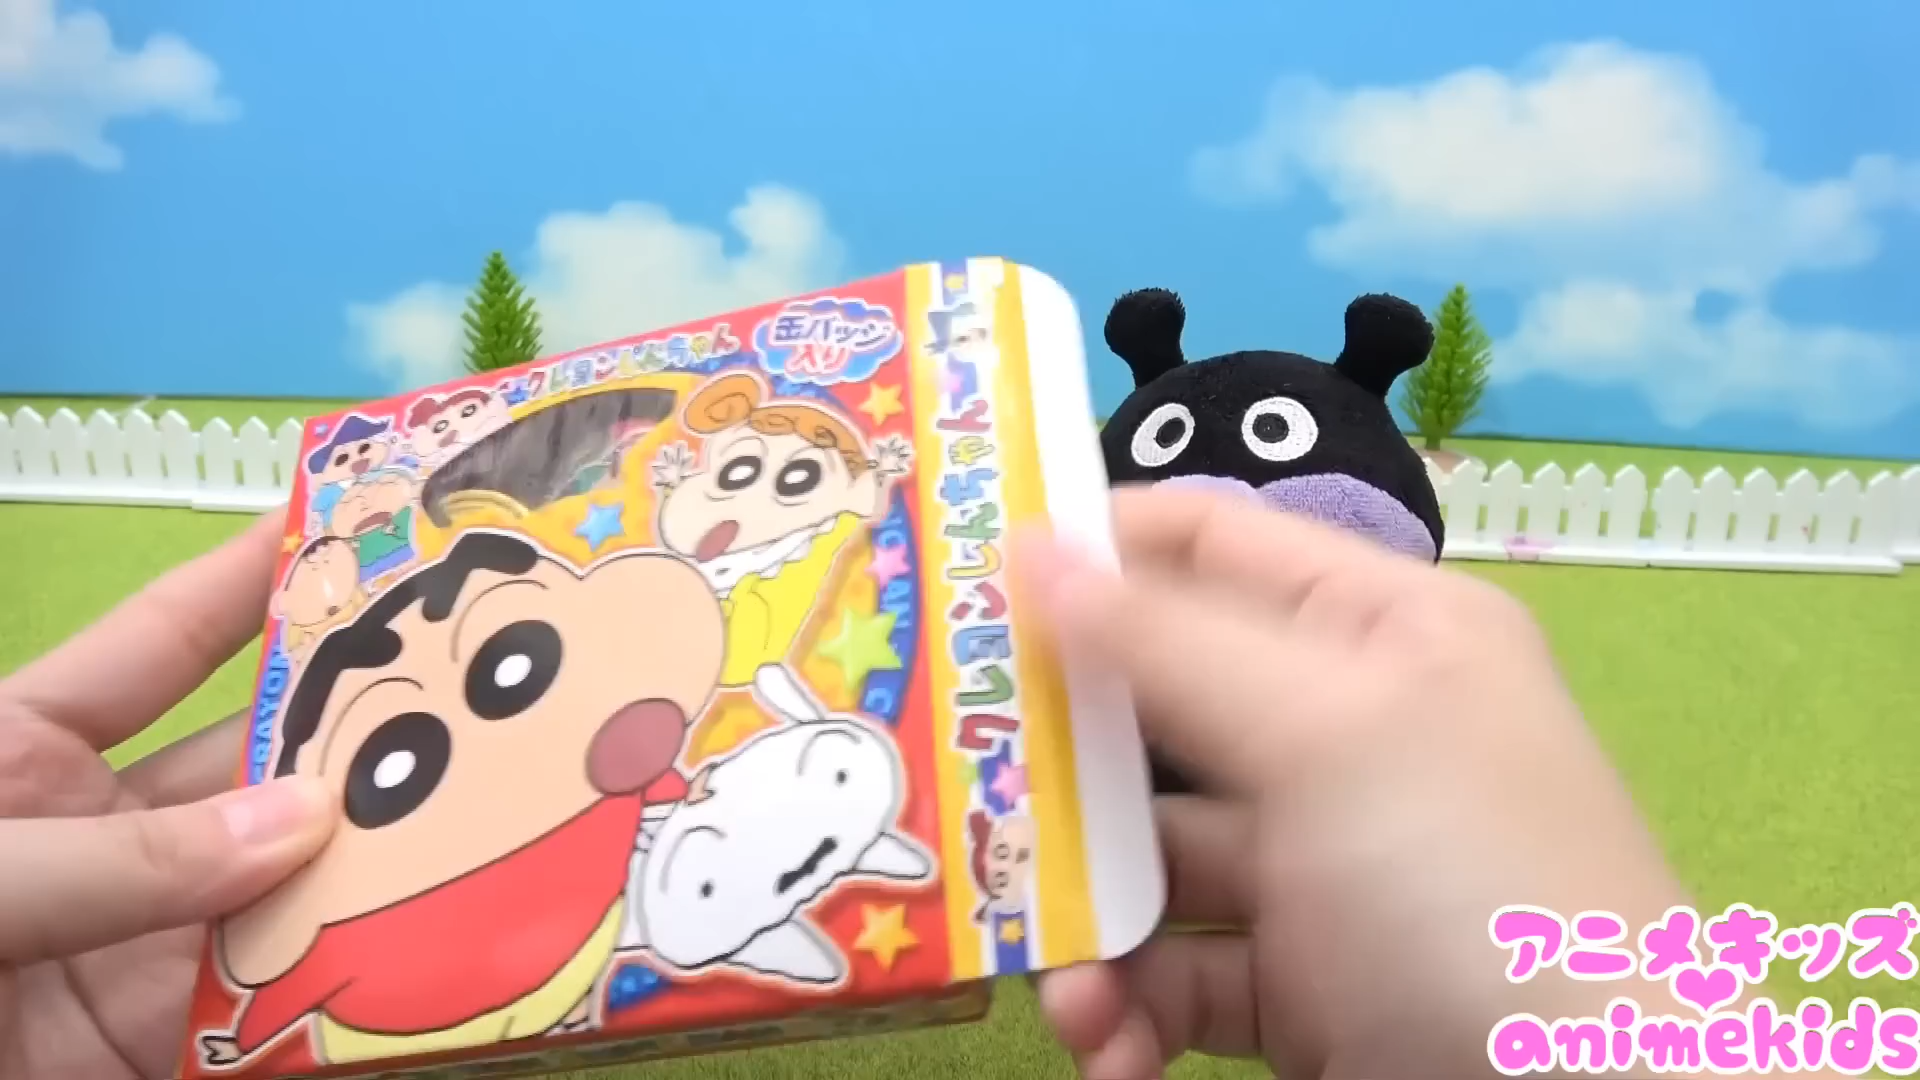 クレヨンしんちゃん
缶バッジ
入り
クレヨンしんちゃん
アニメキッズ
animekids